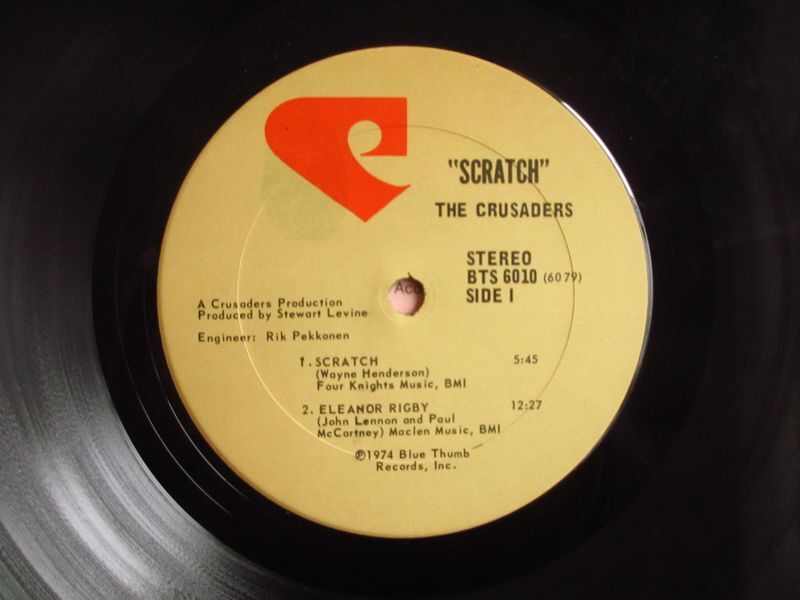 "SCRATCH"
THE CRUSADERS
STEREO
BTS 6010 (6079)
SIDE 1
A Crusaders Production
Produced by Stewart Levine
Engineer: Rik Pekkonen
1. SCRATCH 5:45
(Wayne Henderson)
Four Knights Music, BMI
2. ELEANOR RIGBY 12:27
(John Lennon and Paul
McCartney) Maclen Music, BMI
℗1974 Blue Thumb
Records, Inc.